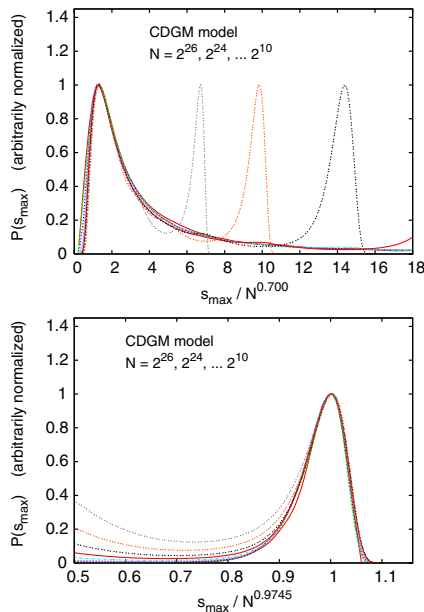 1.4
1.2
1
0.8
0.6
0.4
0.2
0
P(s_max) (arbitrarily normalized)
CDGM model
N = 2^26, 2^24, ... 2^10
0 2 4 6 8 10 12 14 16 18
s_max / N^0.700
1.4
1.2
1
0.8
0.6
0.4
0.2
0
P(s_max) (arbitrarily normalized)
CDGM model
N = 2^26, 2^24, ... 2^10
0.5 0.6 0.7 0.8 0.9 1 1.1
s_max / N^0.9745